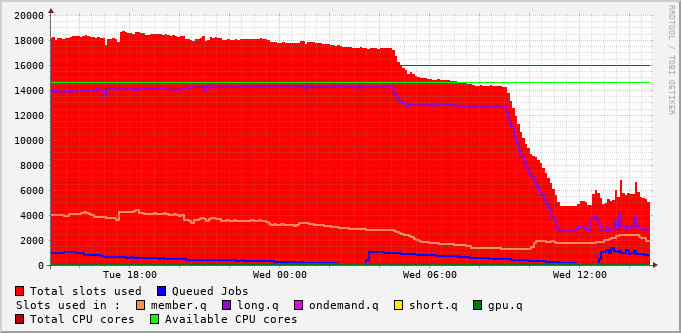 20000
18000
16000
14000
12000
10000
8000
6000
4000
2000
0
Tue 18:00 Wed 00:00 Wed 06:00 Wed 12:00
RRDTOOL / TOBI OETIKER
Total slots used Queued Jobs
Slots used in : member.q long.q ondemand.q short.q gpu.q
Total CPU cores Available CPU cores